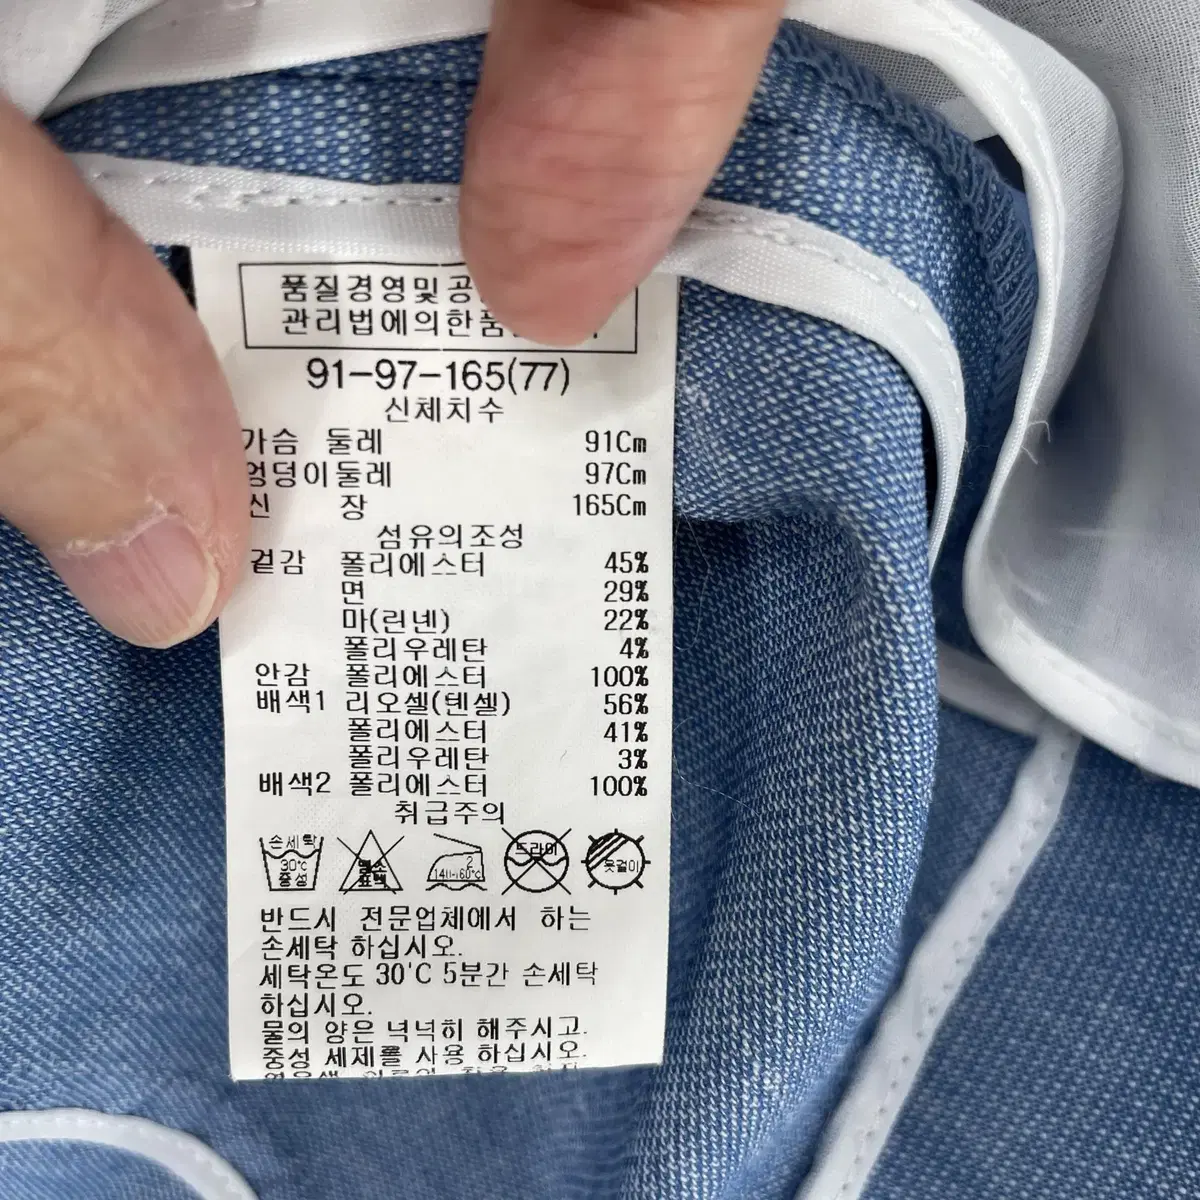 품질경영및공
관리법에의한품
91-97-165(77)
신체치수
가슴 둘레 91Cm
엉덩이둘레 97Cm
신 장 165Cm
섬유의조성
겉감 폴리에스터 45%
면 29%
마(린넨) 22%
폴리우레탄 4%
안감 폴리에스터 100%
배색1 리오셀(텐셀) 56%
폴리에스터 41%
폴리우레탄 3%
배색2 폴리에스터 100%
취급주의
손세탁 30℃ 중성
염소 표백
2
드라이
옷걸이
반드시 전문업체에서 하는
손세탁 하십시오.
세탁온도 30'C 5분간 손세탁
하십시오.
물의 양은 넉넉히 해주시고.
중성 세제를 사용 하십시오.